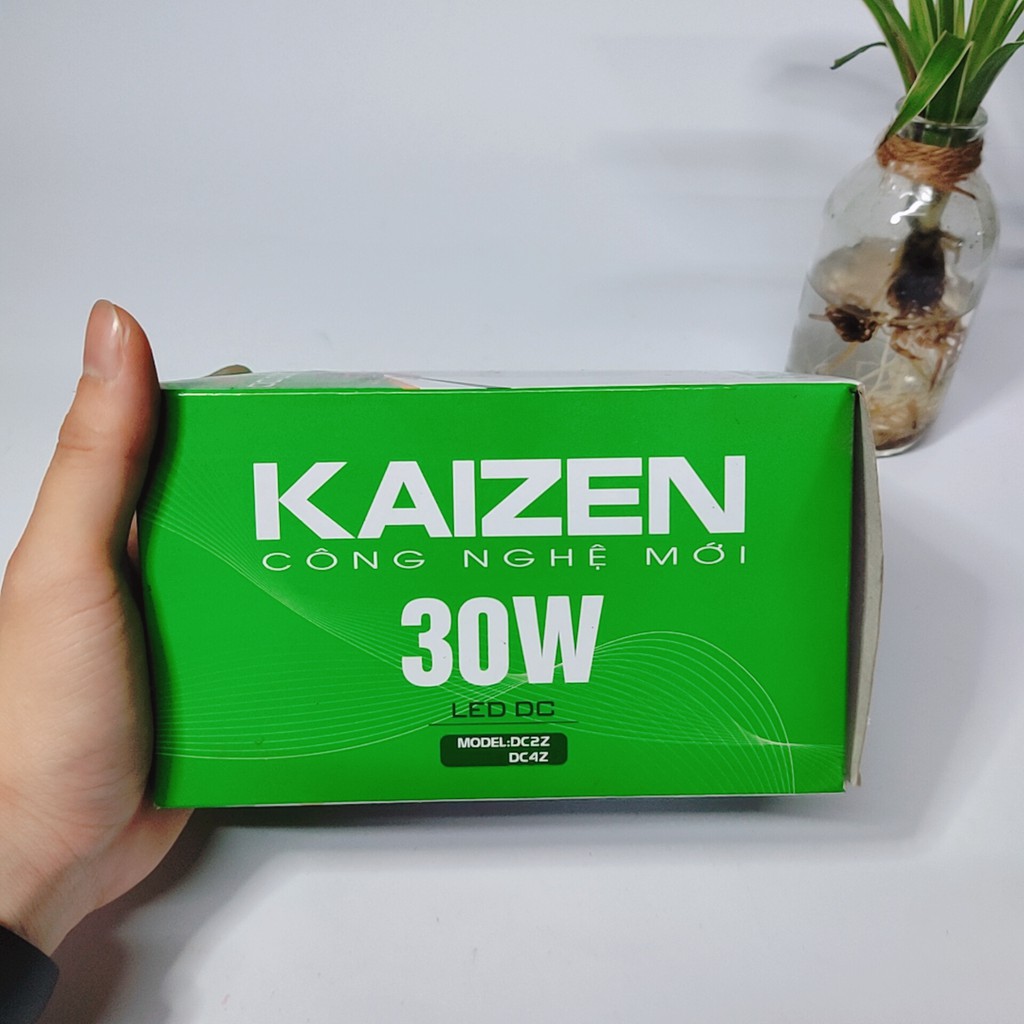 KAIZEN
CÔNG NGHỆ MỚI
30W
LED DC
MODEL:DC2Z
DC4Z